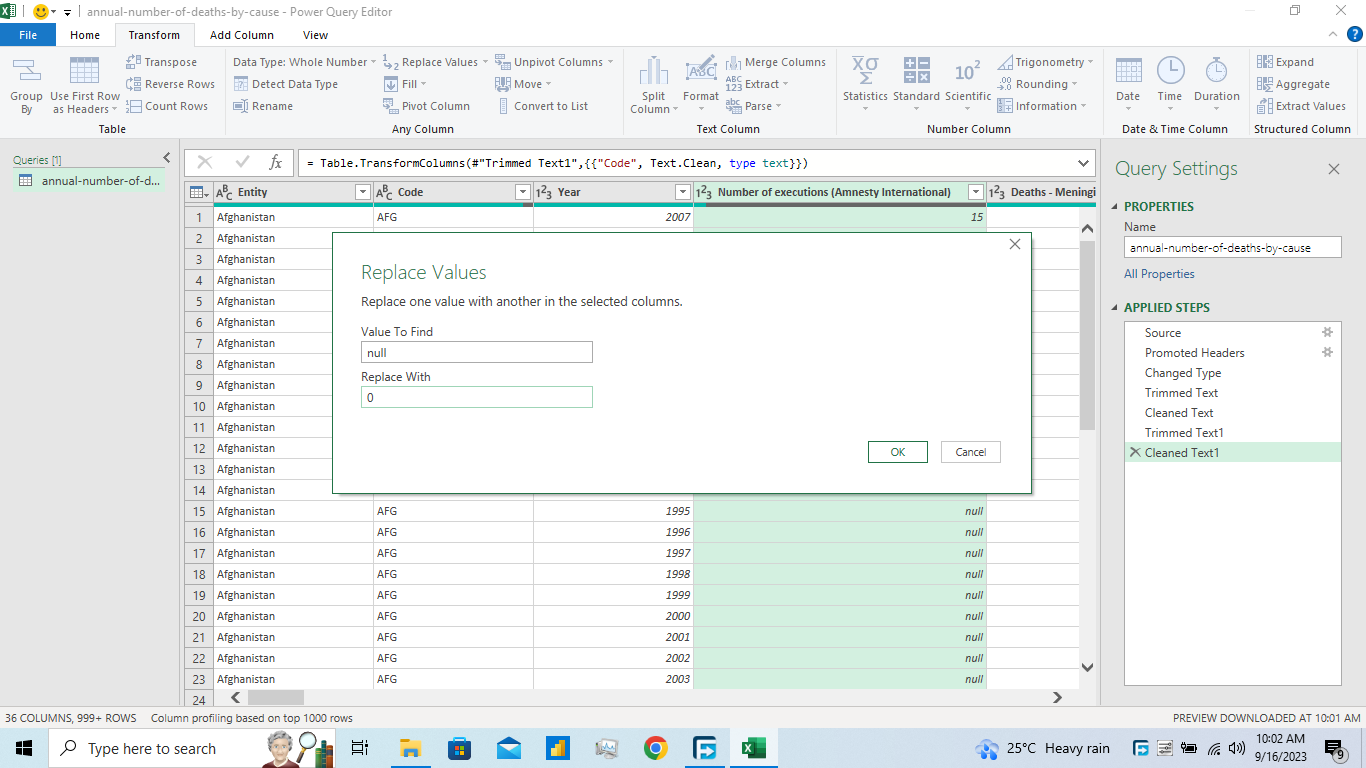 annual-number-of-deaths-by-cause - Power Query Editor
File Home Transform Add Column View
Group By
Use First Row as Headers
Transpose
Reverse Rows
Count Rows
Table
Data Type: Whole Number
Detect Data Type
Rename
Replace Values
Fill
Pivot Column
Unpivot Columns
Move
Convert to List
Any Column
Split Column
Format
Merge Columns
Extract
Parse
Text Column
Statistics
Standard
Scientific
Trigonometry
Rounding
Information
Number Column
Date
Time
Duration
Date & Time Column
Expand
Aggregate
Extract Values
Structured Column
Queries [1]
annual-number-of-d...
= Table.TransformColumns(#"Trimmed Text1",{{"Code", Text.Clean, type text}})
Entity Code Year Number of executions (Amnesty International) Deaths - Meningi
1 Afghanistan AFG 2007 15
2 Afghanistan
3 Afghanistan
4 Afghanistan
5 Afghanistan
6 Afghanistan
7 Afghanistan
8 Afghanistan
9 Afghanistan
10 Afghanistan
11 Afghanistan
12 Afghanistan
13 Afghanistan
14 Afghanistan
15 Afghanistan AFG 1995 null
16 Afghanistan AFG 1996 null
17 Afghanistan AFG 1997 null
18 Afghanistan AFG 1998 null
19 Afghanistan AFG 1999 null
20 Afghanistan AFG 2000 null
21 Afghanistan AFG 2001 null
22 Afghanistan AFG 2002 null
23 Afghanistan AFG 2003 null
24
Replace Values
Replace one value with another in the selected columns.
Value To Find
null
Replace With
0
OK Cancel
Query Settings
PROPERTIES
Name
annual-number-of-deaths-by-cause
All Properties
APPLIED STEPS
Source
Promoted Headers
Changed Type
Trimmed Text
Cleaned Text
Trimmed Text1
Cleaned Text1
36 COLUMNS, 999+ ROWS Column profiling based on top 1000 rows PREVIEW DOWNLOADED AT 10:01 AM
Type here to search 25°C Heavy rain 10:02 AM
9/16/2023 9